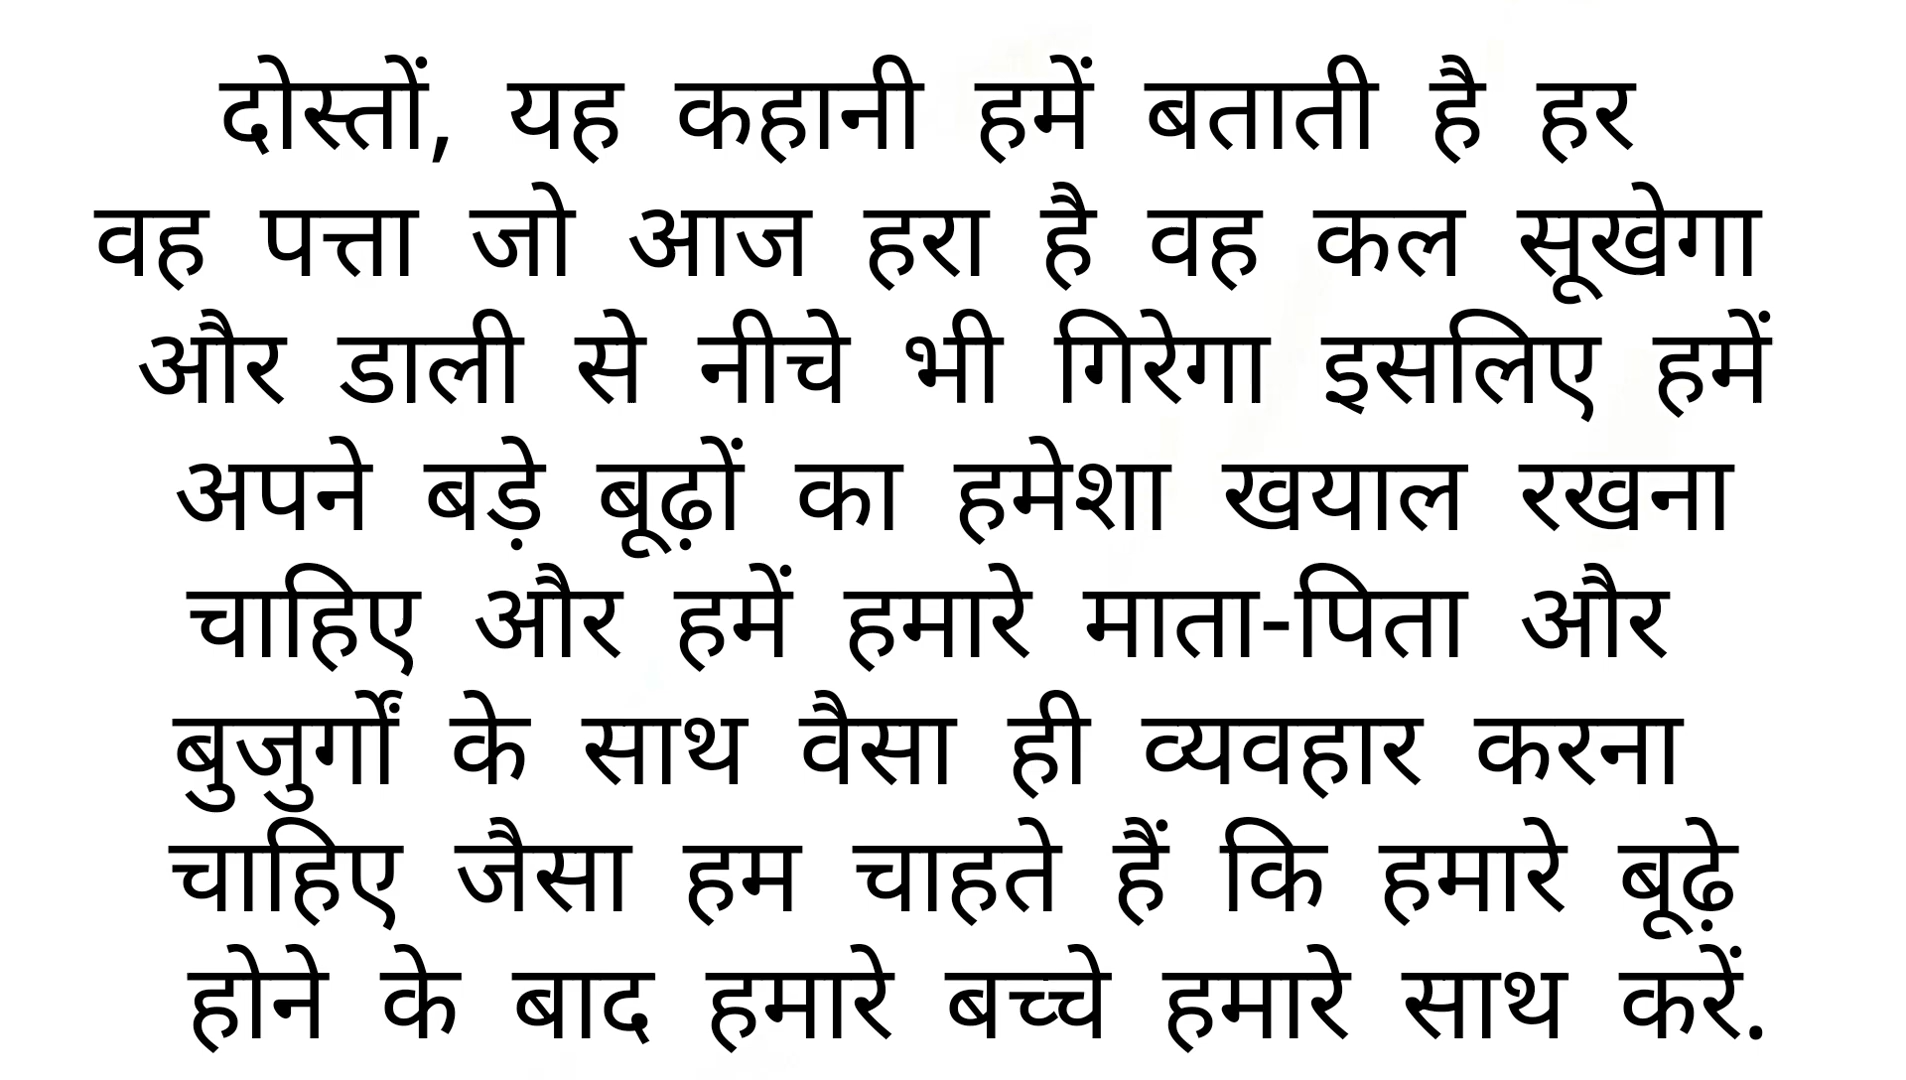 दोस्तों, यह कहानी हमें बताती है हर
वह पत्ता जो आज हरा है वह कल सूखेगा
और डाली से नीचे भी गिरेगा इसलिए हमें
अपने बड़े बूढ़ों का हमेशा खयाल रखना
चाहिए और हमें हमारे माता-पिता और
बुजुर्गों के साथ वैसा ही व्यवहार करना
चाहिए जैसा हम चाहते हैं कि हमारे बूढ़े
होने के बाद हमारे बच्चे हमारे साथ करें.